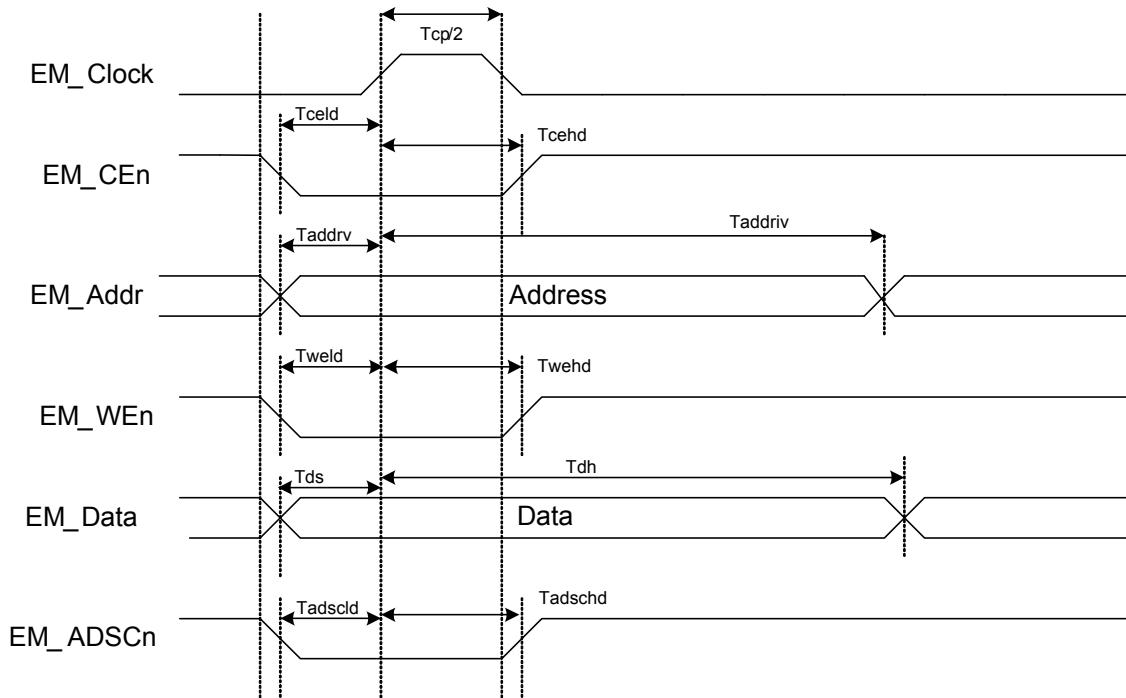 Tcp/2
EM_Clock
Tceld
Tcehd
EM_CEn
Taddrv
Taddriv
EM_Addr
Address
Tweld
Twehd
EM_WEn
Tds
Tdh
EM_Data
Data
Tadscld
Tadschd
EM_ADSCn